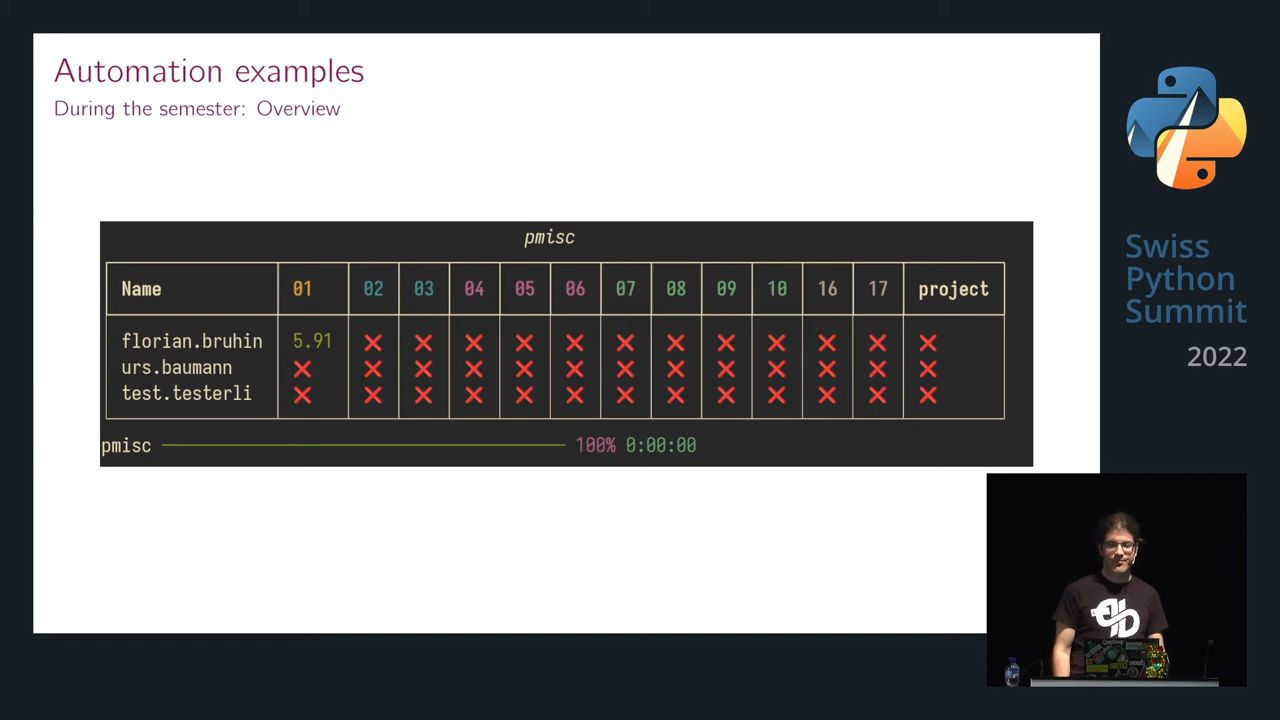 Automation examples
During the semester: Overview
pmisc
Name 01 02 03 04 05 06 07 08 09 10 16 17 project
florian.bruhin 5.91 ❌ ❌ ❌ ❌ ❌ ❌ ❌ ❌ ❌ ❌ ❌ ❌
urs.baumann ❌ ❌ ❌ ❌ ❌ ❌ ❌ ❌ ❌ ❌ ❌ ❌ ❌
test.testerli ❌ ❌ ❌ ❌ ❌ ❌ ❌ ❌ ❌ ❌ ❌ ❌ ❌
pmisc 100% 0:00:00
Swiss
Python
Summit
2022